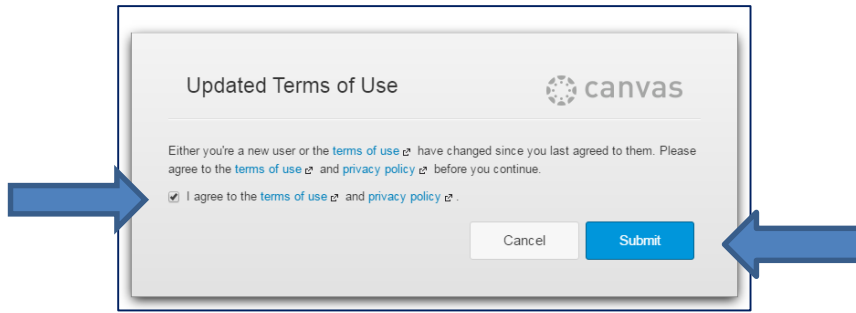 Updated Terms of Use
canvas
Either you're a new user or the terms of use have changed since you last agreed to them. Please
agree to the terms of use and privacy policy before you continue.
I agree to the terms of use and privacy policy .
Cancel
Submit